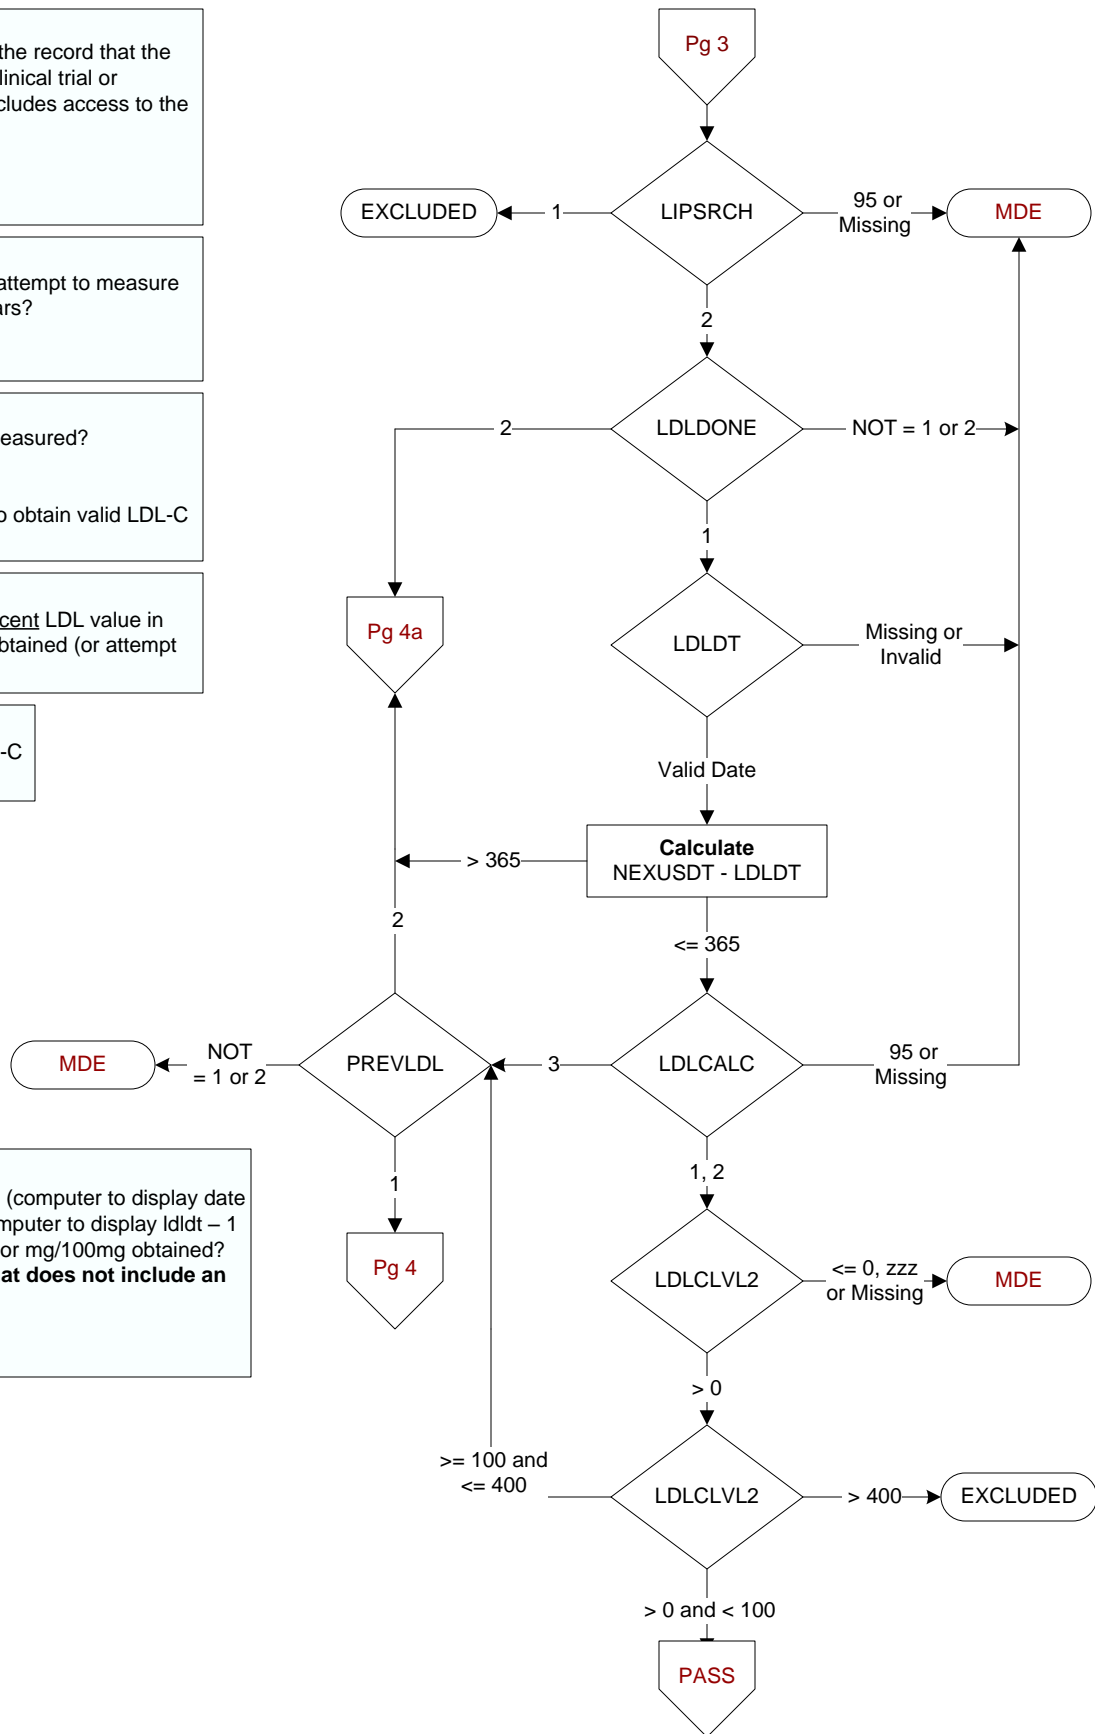 the record that the
linical trial or
cludes access to the
attempt to measure
ars?
easured?
o obtain valid LDL-C
cent LDL value in
btained (or attempt
-C
(computer to display date
mputer to display ldldt – 1
or mg/100mg obtained?
at does not include an
Pg 3
EXCLUDED
1
LIPSRCH
95 or
Missing
MDE
2
2
LDLDONE
NOT = 1 or 2
1
Pg 4a
LDLDT
Missing or
Invalid
Valid Date
> 365
Calculate
NEXUSDT - LDLDT
2
<= 365
MDE
NOT
= 1 or 2
PREVLDL
3
LDLCALC
95 or
Missing
1
1, 2
Pg 4
LDLCLVL2
<= 0, zzz
or Missing
MDE
> 0
>= 100 and
<= 400
LDLCLVL2
> 400
EXCLUDED
> 0 and < 100
PASS